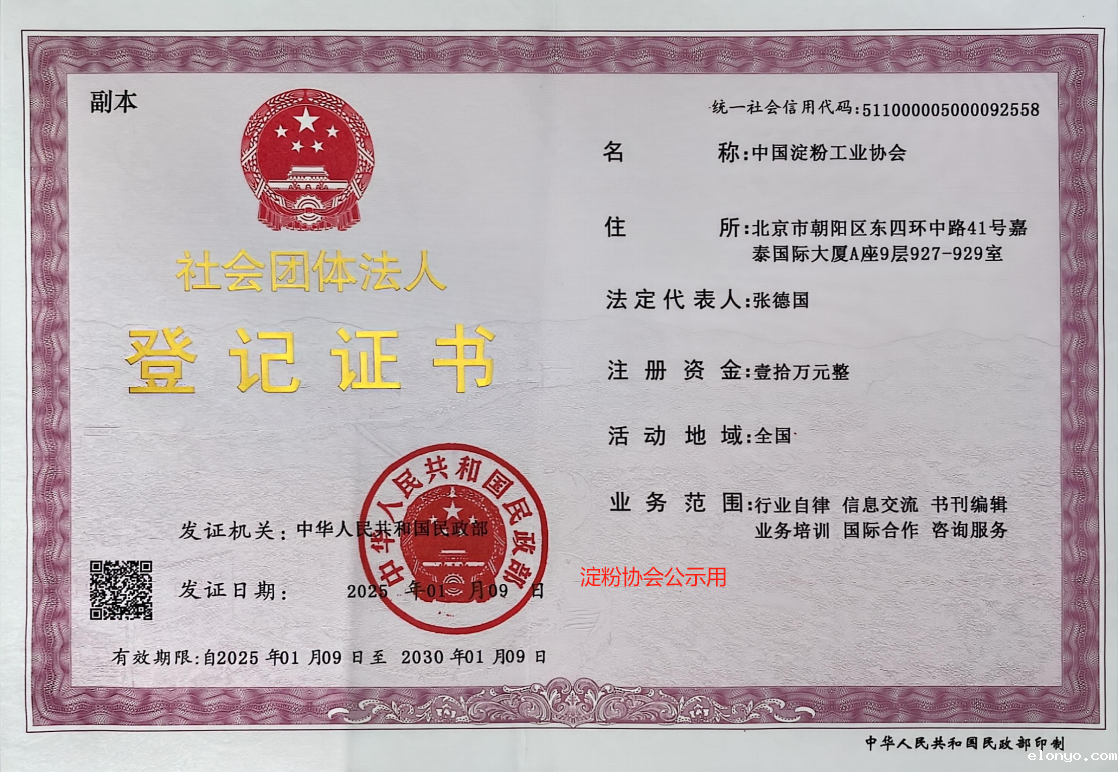 副本
社会团体法人
登记证书
发证机关:中华人民共和国民政部
中华人民共和国民政部
发证日期: 2025 年01 月09 日
有效期限:自2025年01月09日至 2030年01月09日
统一社会信用代码:511000005000092558
名 称:中国淀粉工业协会
住 所:北京市朝阳区东四环中路41号嘉
泰国际大厦A座9层927-929室
法定代表人:张德国
注册资金:壹拾万元整
活动地域:全国
业务范围:行业自律 信息交流 书刊编辑
业务培训 国际合作 咨询服务
淀粉协会公示用
中华人民共和国民政部印制
elonyo.com